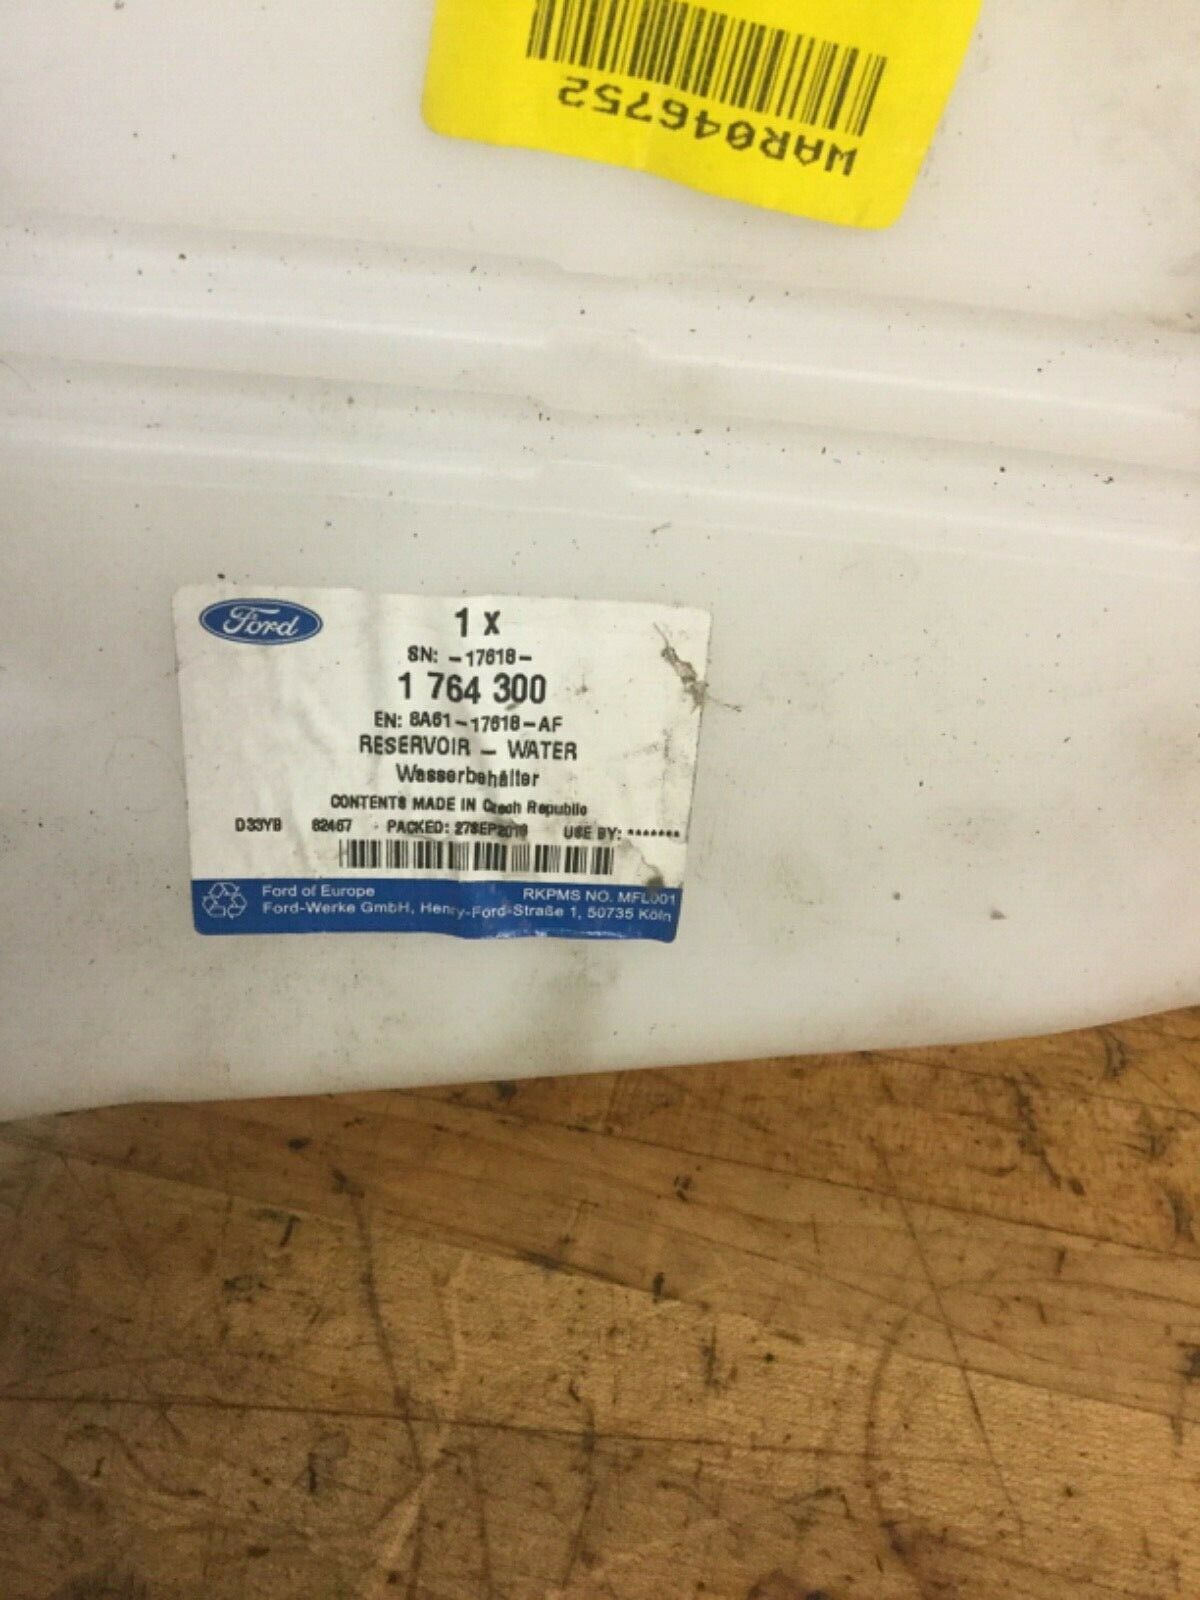 WAR046752
Ford
1 X
SN: -17618-
1 764 300
EN: 8A61-17618-AF
RESERVOIR - WATER
Wasserbehälter
CONTENTS MADE IN Czech Republic
D33YB 82467 PACKED: 27SEP2016 USE BY: *******
Ford of Europe RKPMS NO. MFL001
Ford-Werke GmbH, Henry-Ford-Straße 1, 50735 Köln